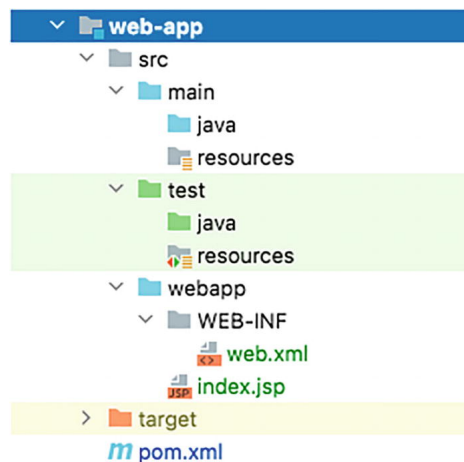 web-app
src
main
java
resources
test
java
resources
webapp
WEB-INF
web.xml
JSP index.jsp
target
m pom.xml